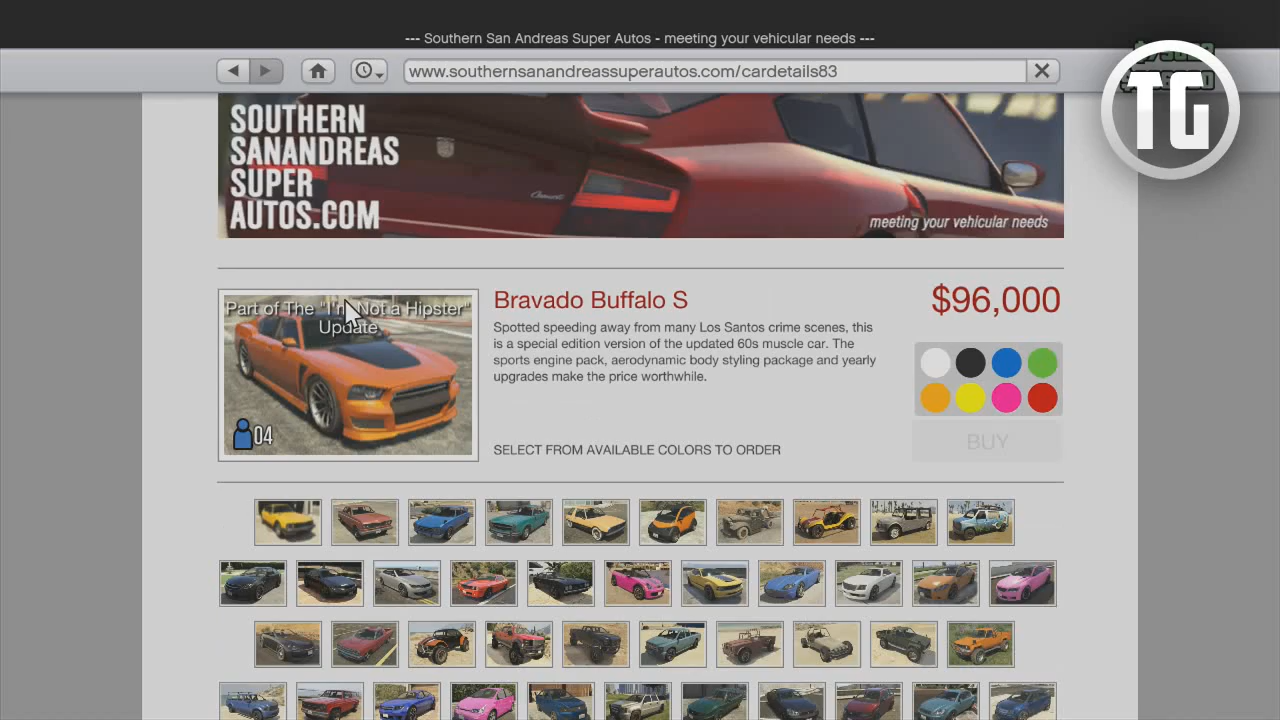 --- Southern San Andreas Super Autos - meeting your vehicular needs ---
www.southernsanandreassuperautos.com/cardetails83
TG
SOUTHERN
SANANDREAS
SUPER
AUTOS.COM
meeting your vehicular needs
Part of The "I'm Not a Hipster"
Update
04
Bravado Buffalo S
$96,000
Spotted speeding away from many Los Santos crime scenes, this
is a special edition version of the updated 60s muscle car. The
sports engine pack, aerodynamic body styling package and yearly
upgrades make the price worthwhile.
SELECT FROM AVAILABLE COLORS TO ORDER
BUY